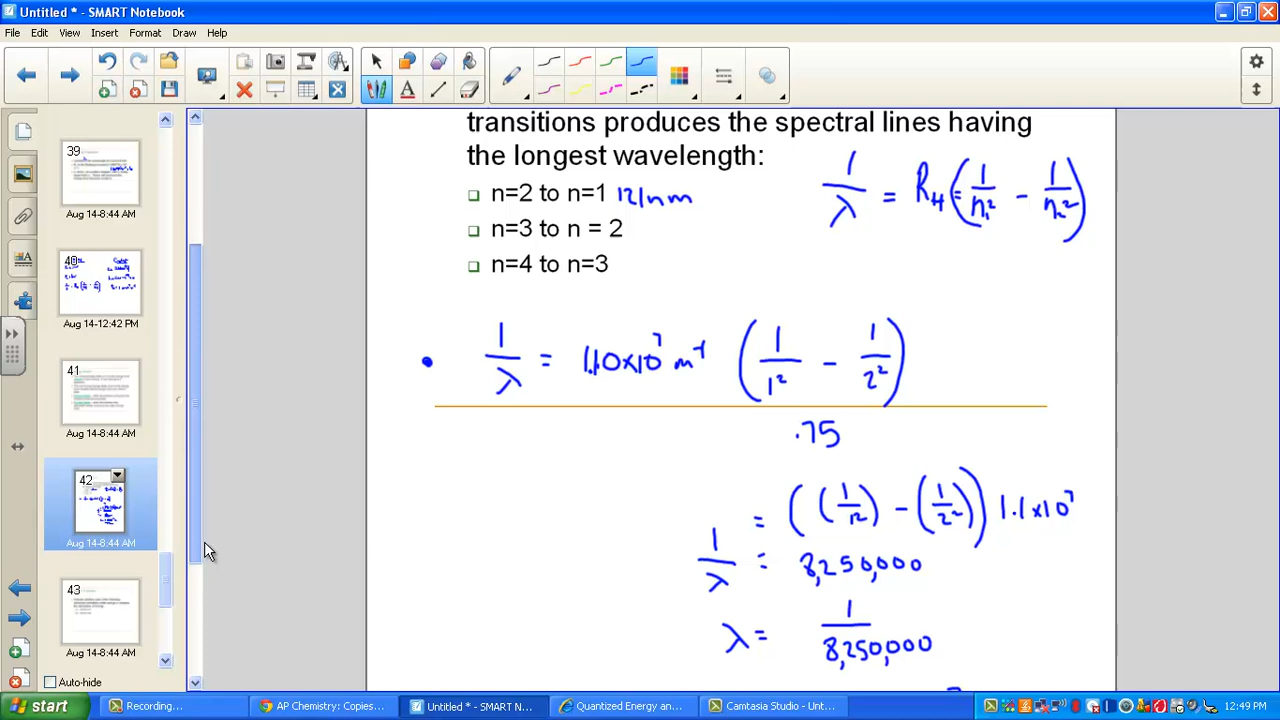 Untitled * - SMART Notebook
File Edit View Insert Format Draw Help
39
Aug 14-8:44 AM
40
Aug 14-12:42 PM
41
Aug 14-8:44 AM
42
Aug 14-8:44 AM
43
Aug 14-8:44 AM
Auto-hide
transitions produces the spectral lines having
the longest wavelength:
n=2 to n=1 121nm
n=3 to n = 2
n=4 to n=3
1/λ = R_H (1/n₁² - 1/n₂²)
• 1/λ = 1.10×10⁷ m⁻¹ (1/1² - 1/2²)
.75
= ((1/1²) - (1/2²)) 1.1×10⁷
1/λ = 8,250,000
λ = 1/8,250,000
start Recording... AP Chemistry: Copies... Untitled * - SMART N... Quantized Energy an... Camtasia Studio - Unt... 12:49 PM